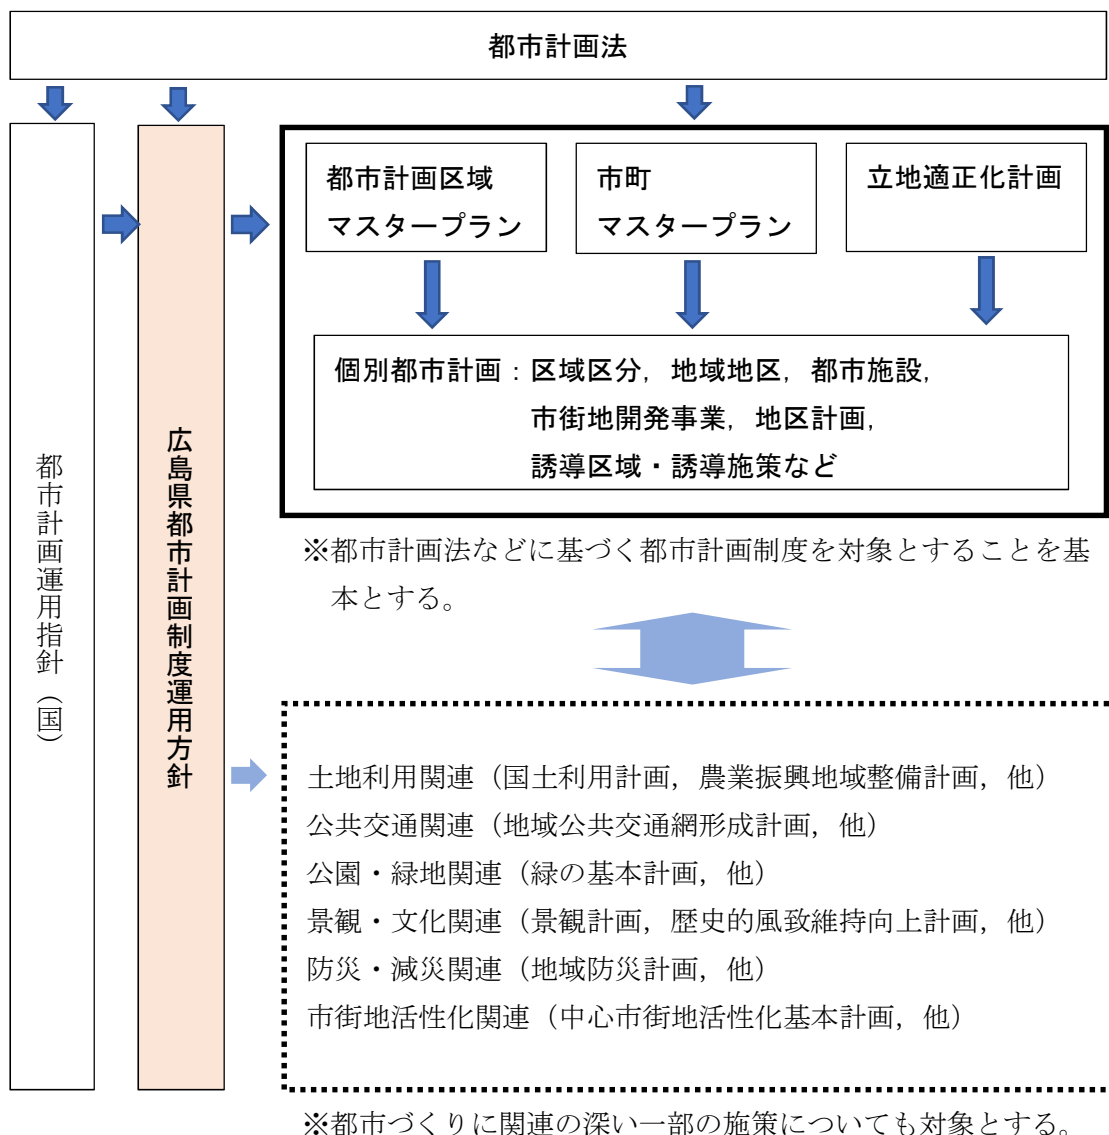 都市計画法
都市計画運用指針（国）
広島県都市計画制度運用方針
都市計画区域
マスタープラン
市町
マスタープラン
立地適正化計画
個別都市計画：区域区分，地域地区，都市施設，
市街地開発事業，地区計画，
誘導区域・誘導施策など
※都市計画法などに基づく都市計画制度を対象とすることを基
本とする。
土地利用関連（国土利用計画，農業振興地域整備計画，他）
公共交通関連（地域公共交通網形成計画，他）
公園・緑地関連（緑の基本計画，他）
景観・文化関連（景観計画，歴史的風致維持向上計画，他）
防災・減災関連（地域防災計画，他）
市街地活性化関連（中心市街地活性化基本計画，他）
※都市づくりに関連の深い一部の施策についても対象とする。